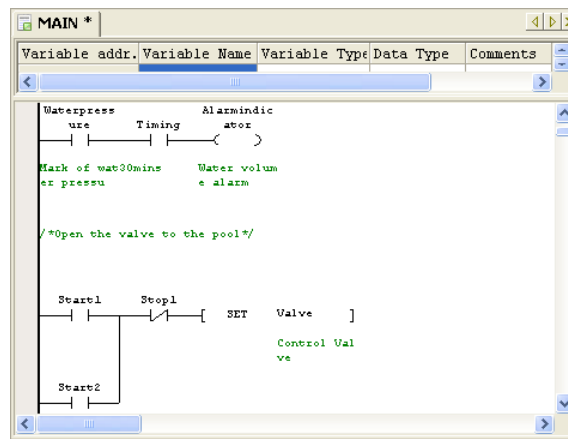 MAIN *
Variable addr. Variable Name Variable Type Data Type Comments
Waterpress Alarmindic
ure Timing ator
Mark of wat30mins Water volum
er pressu e alarm
/*Open the valve to the pool*/
Start1 Stop1
[ SET Valve ]
Control Val
ve
Start2